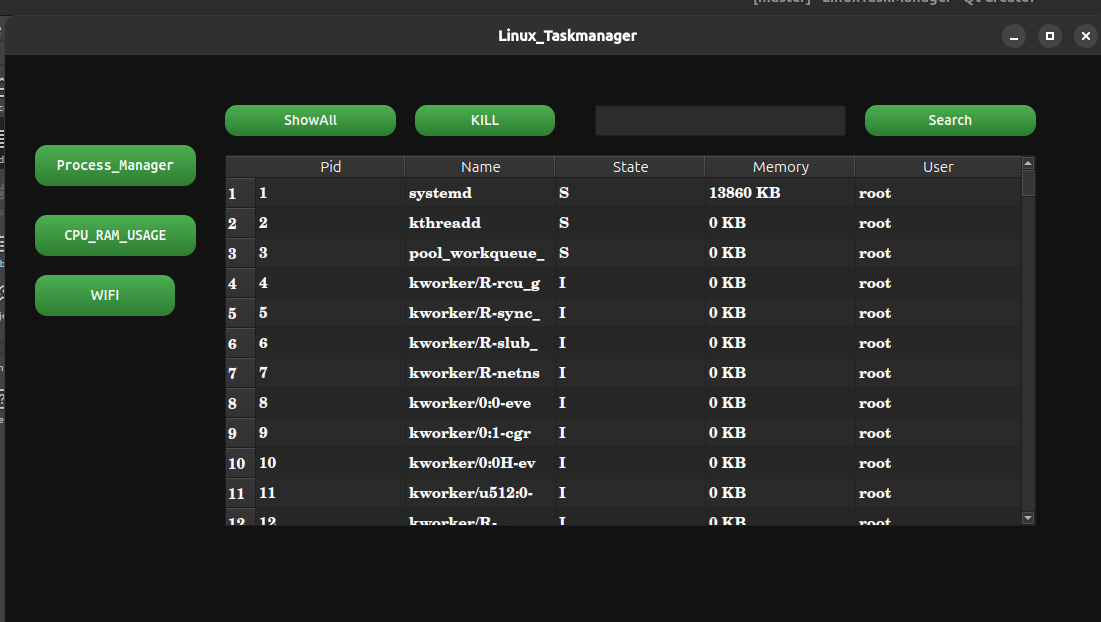 [master] - LinuxTaskManager - Qt Creator
Linux_Taskmanager
ShowAll KILL Search
Process_Manager
CPU_RAM_USAGE
WIFI
Pid Name State Memory User
1 1 systemd S 13860 KB root
2 2 kthreadd S 0 KB root
3 3 pool_workqueue_ S 0 KB root
4 4 kworker/R-rcu_g I 0 KB root
5 5 kworker/R-sync_ I 0 KB root
6 6 kworker/R-slub_ I 0 KB root
7 7 kworker/R-netns I 0 KB root
8 8 kworker/0:0-eve I 0 KB root
9 9 kworker/0:1-cgr I 0 KB root
10 10 kworker/0:0H-ev I 0 KB root
11 11 kworker/u512:0- I 0 KB root
12 12 kworker/R- I 0 KB root